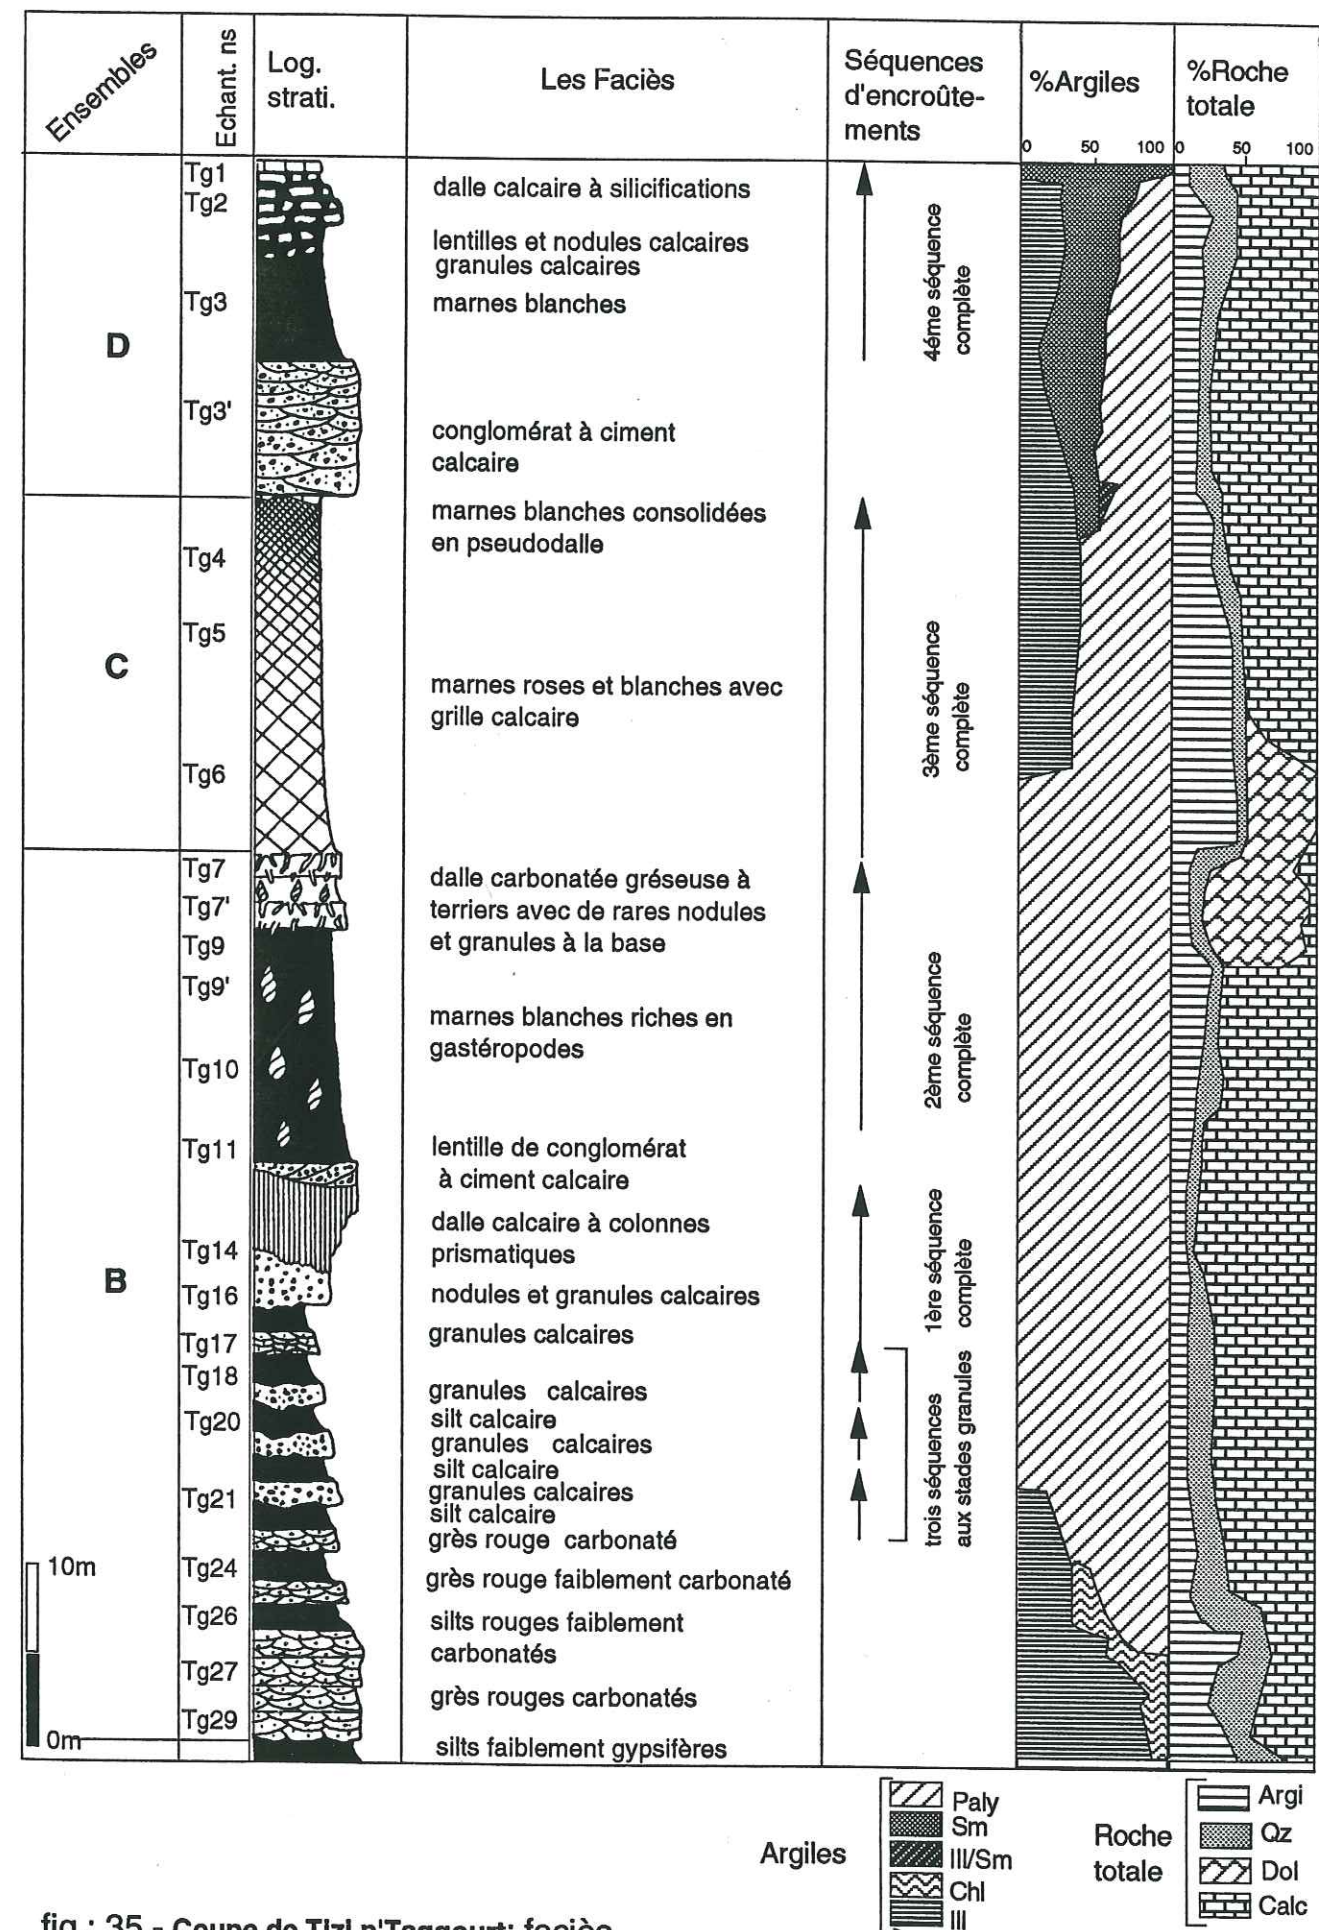 Ensembles
Echant. ns
Log.
strati.
Les Faciès
Séquences
d'encroûte-
ments
%Argiles
0 50 100
%Roche
totale
0 50 100
D
Tg1
Tg2
Tg3
Tg3'
dalle calcaire à silicifications
lentilles et nodules calcaires
granules calcaires
marnes blanches
conglomérat à ciment
calcaire
4éme séquence
complète
C
Tg4
Tg5
Tg6
marnes blanches consolidées
en pseudodalle
marnes roses et blanches avec
grille calcaire
3ème séquence
complète
B
Tg7
Tg7'
Tg9
Tg9'
Tg10
Tg11
Tg14
Tg16
Tg17
Tg18
Tg20
Tg21
Tg24
Tg26
Tg27
Tg29
dalle carbonatée gréseuse à
terriers avec de rares nodules
et granules à la base
marnes blanches riches en
gastéropodes
lentille de conglomérat
à ciment calcaire
dalle calcaire à colonnes
prismatiques
nodules et granules calcaires
granules calcaires
granules calcaires
silt calcaire
granules calcaires
silt calcaire
granules calcaires
silt calcaire
grès rouge carbonaté
grès rouge faiblement carbonaté
silts rouges faiblement
carbonatés
grès rouges carbonatés
silts faiblement gypsifères
2ème séquence
complète
1ère séquence
complète
trois séquences
aux stades granules
10m
0m
Argiles
Paly
Sm
Ill/Sm
Chl
Ill
Roche
totale
Argi
Qz
Dol
Calc
fig : 35 - Coupe de Tizi n'Taggourt: faciès